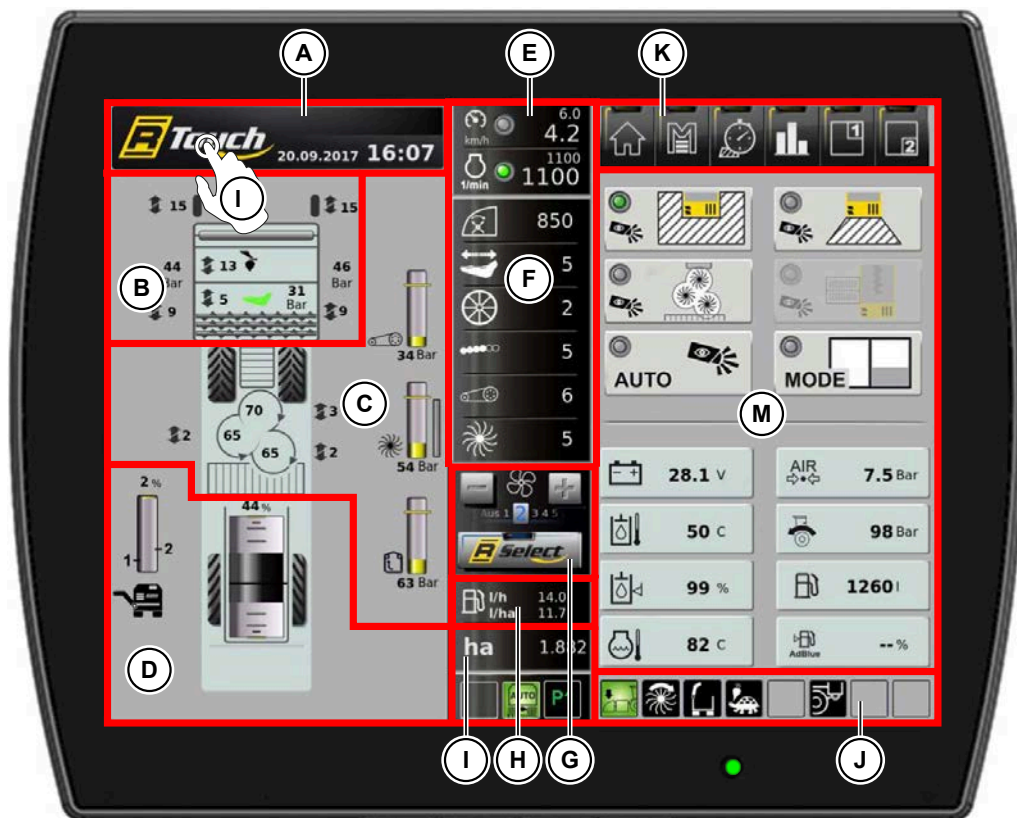 A
E
K
R Touch
20.09.2017 16:07
I
6.0
km/h 4.2
1100
1/min 1100
1
2
15
15
13
44 Bar
46 Bar
B
5
31 Bar
9
9
34 Bar
C
70
65
65
3
2
2
54 Bar
850
F
5
2
5
6
5
2 %
1
2
44 %
63 Bar
D
Aus 1 2 3 4 5
R Select
l/h 14.0
l/ha 11.7
ha
AUTO
AUTO
MODE
M
28.1 V
AIR 7.5 Bar
50 C
98 Bar
99 %
1260 l
82 C
AdBlue --%
I
H
G
J